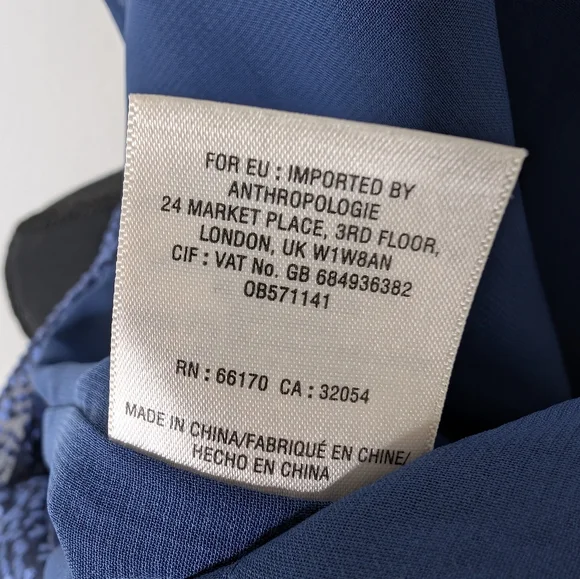 FOR EU : IMPORTED BY
ANTHROPOLOGIE
24 MARKET PLACE, 3RD FLOOR,
LONDON, UK W1W8AN
CIF : VAT No. GB 684936382
OB571141
RN : 66170 CA : 32054
MADE IN CHINA/FABRIQUÉ EN CHINE/
HECHO EN CHINA